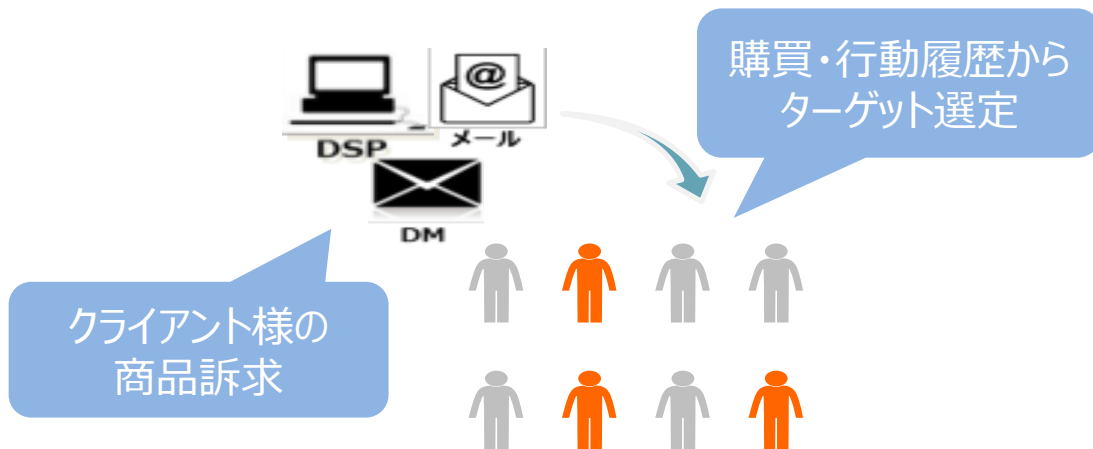 購買・行動履歴から
ターゲット選定
@
DSP
メール
DM
クライアント様の
商品訴求